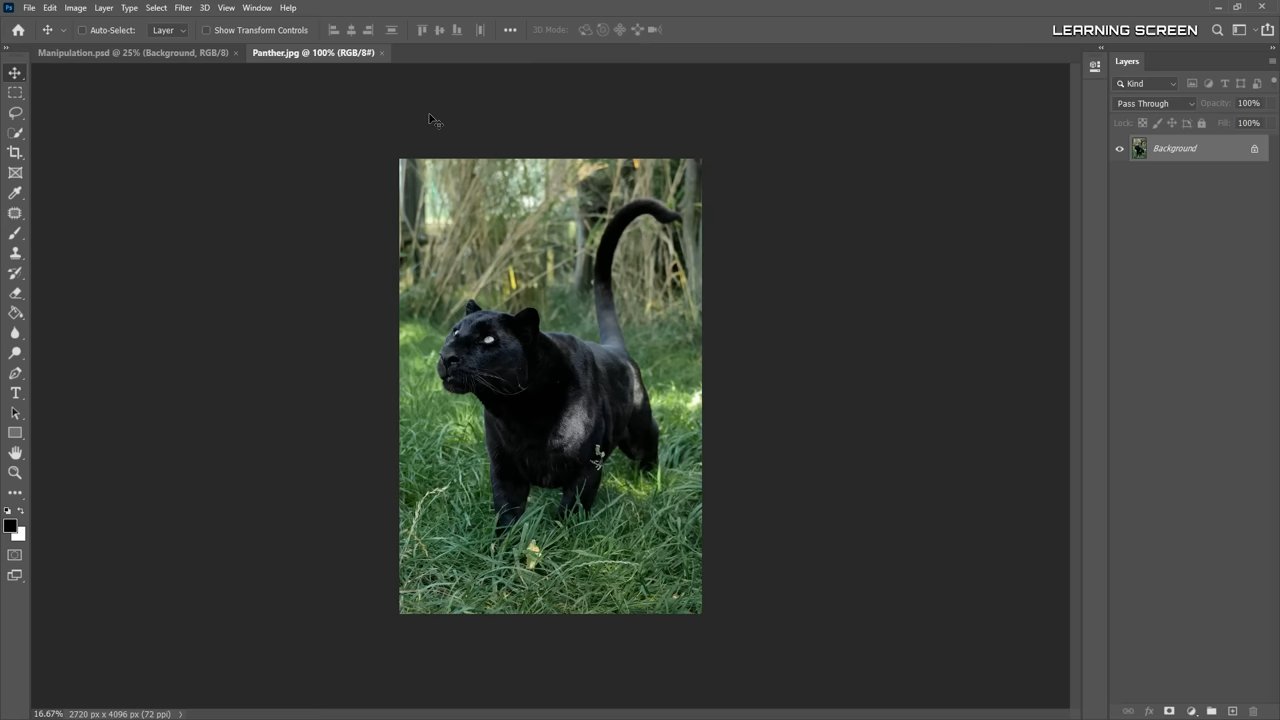 File Edit Image Layer Type Select Filter 3D View Window Help
Auto-Select: Layer Show Transform Controls 3D Mode: LEARNING SCREEN
Manipulation.psd @ 25% (Background, RGB/8) × Panther.jpg @ 100% (RGB/8#) ×
Layers
Kind
Pass Through Opacity: 100%
Lock: Fill: 100%
Background
16.67% 2720 px x 4096 px (72 ppi)